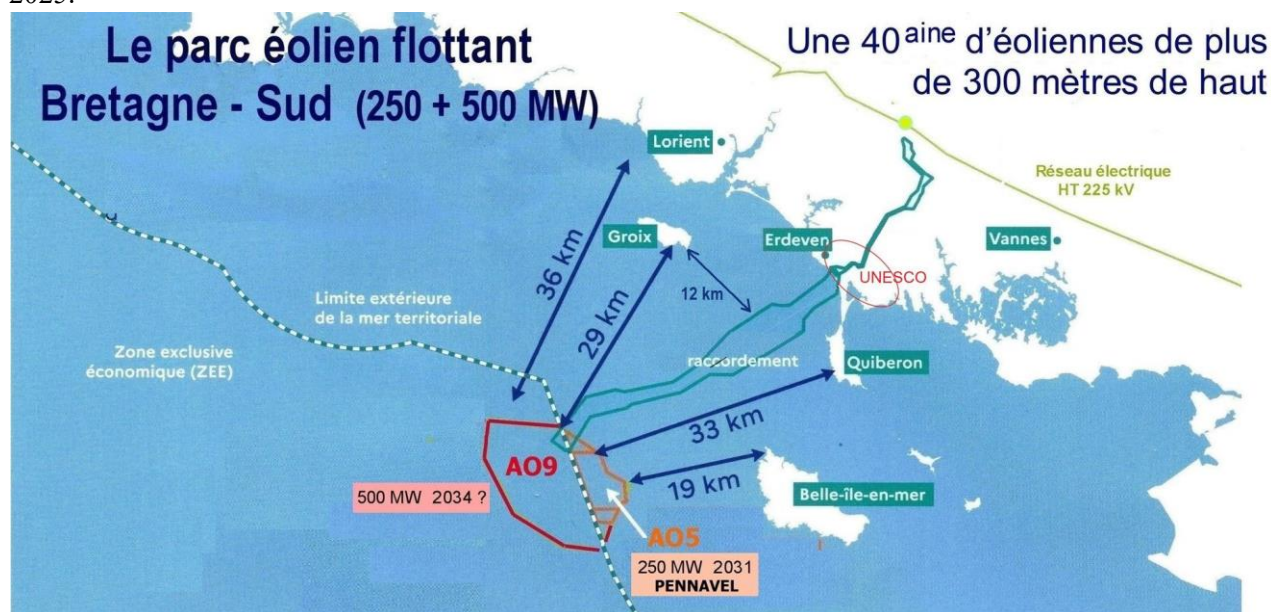 2025.
Le parc éolien flottant
Bretagne - Sud (250 + 500 MW)
Une 40aine d'éoliennes de plus
de 300 mètres de haut
Lorient
Réseau électrique
HT 225 kV
Groix
Erdeven
Vannes
UNESCO
36 km
29 km
12 km
Limite extérieure
de la mer territoriale
Zone exclusive
économique (ZEE)
raccordement
Quiberon
33 km
AO9
19 km
500 MW 2034 ?
Belle-île-en-mer
AO5
250 MW 2031
PENNAVEL